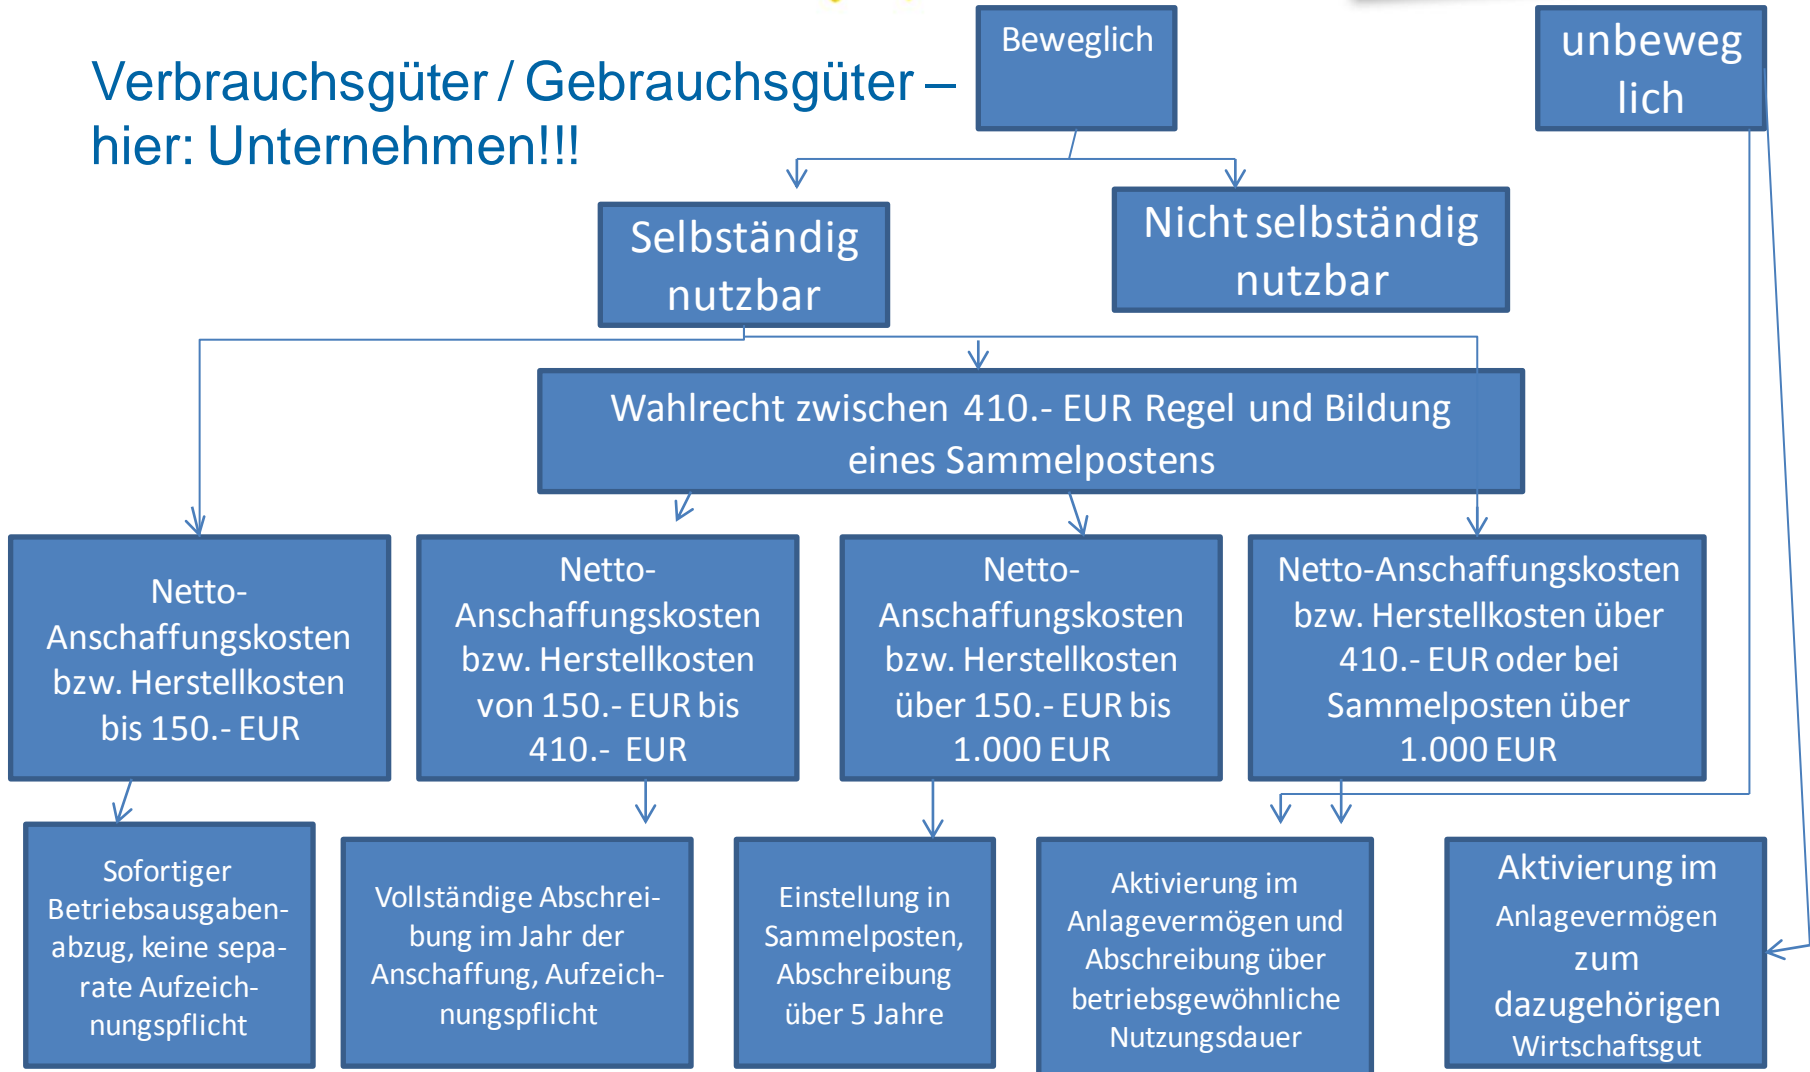 Verbrauchsgüter / Gebrauchsgüter –
hier: Unternehmen!!!
Beweglich
unbeweg
lich
Selbständig
nutzbar
Nicht selbständig
nutzbar
Wahlrecht zwischen 410.- EUR Regel und Bildung
eines Sammelpostens
Netto-
Anschaffungskosten
bzw. Herstellkosten
bis 150.- EUR
Netto-
Anschaffungskosten
bzw. Herstellkosten
von 150.- EUR bis
410.- EUR
Netto-
Anschaffungskosten
bzw. Herstellkosten
über 150.- EUR bis
1.000 EUR
Netto-Anschaffungskosten
bzw. Herstellkosten über
410.- EUR oder bei
Sammelposten über
1.000 EUR
Sofortiger
Betriebsausgaben-
abzug, keine sepa-
rate Aufzeich-
nungspflicht
Vollständige Abschrei-
bung im Jahr der
Anschaffung, Aufzeich-
nungspflicht
Einstellung in
Sammelposten,
Abschreibung
über 5 Jahre
Aktivierung im
Anlagevermögen und
Abschreibung über
betriebsgewöhnliche
Nutzungsdauer
Aktivierung im
Anlagevermögen
zum
dazugehörigen
Wirtschaftsgut